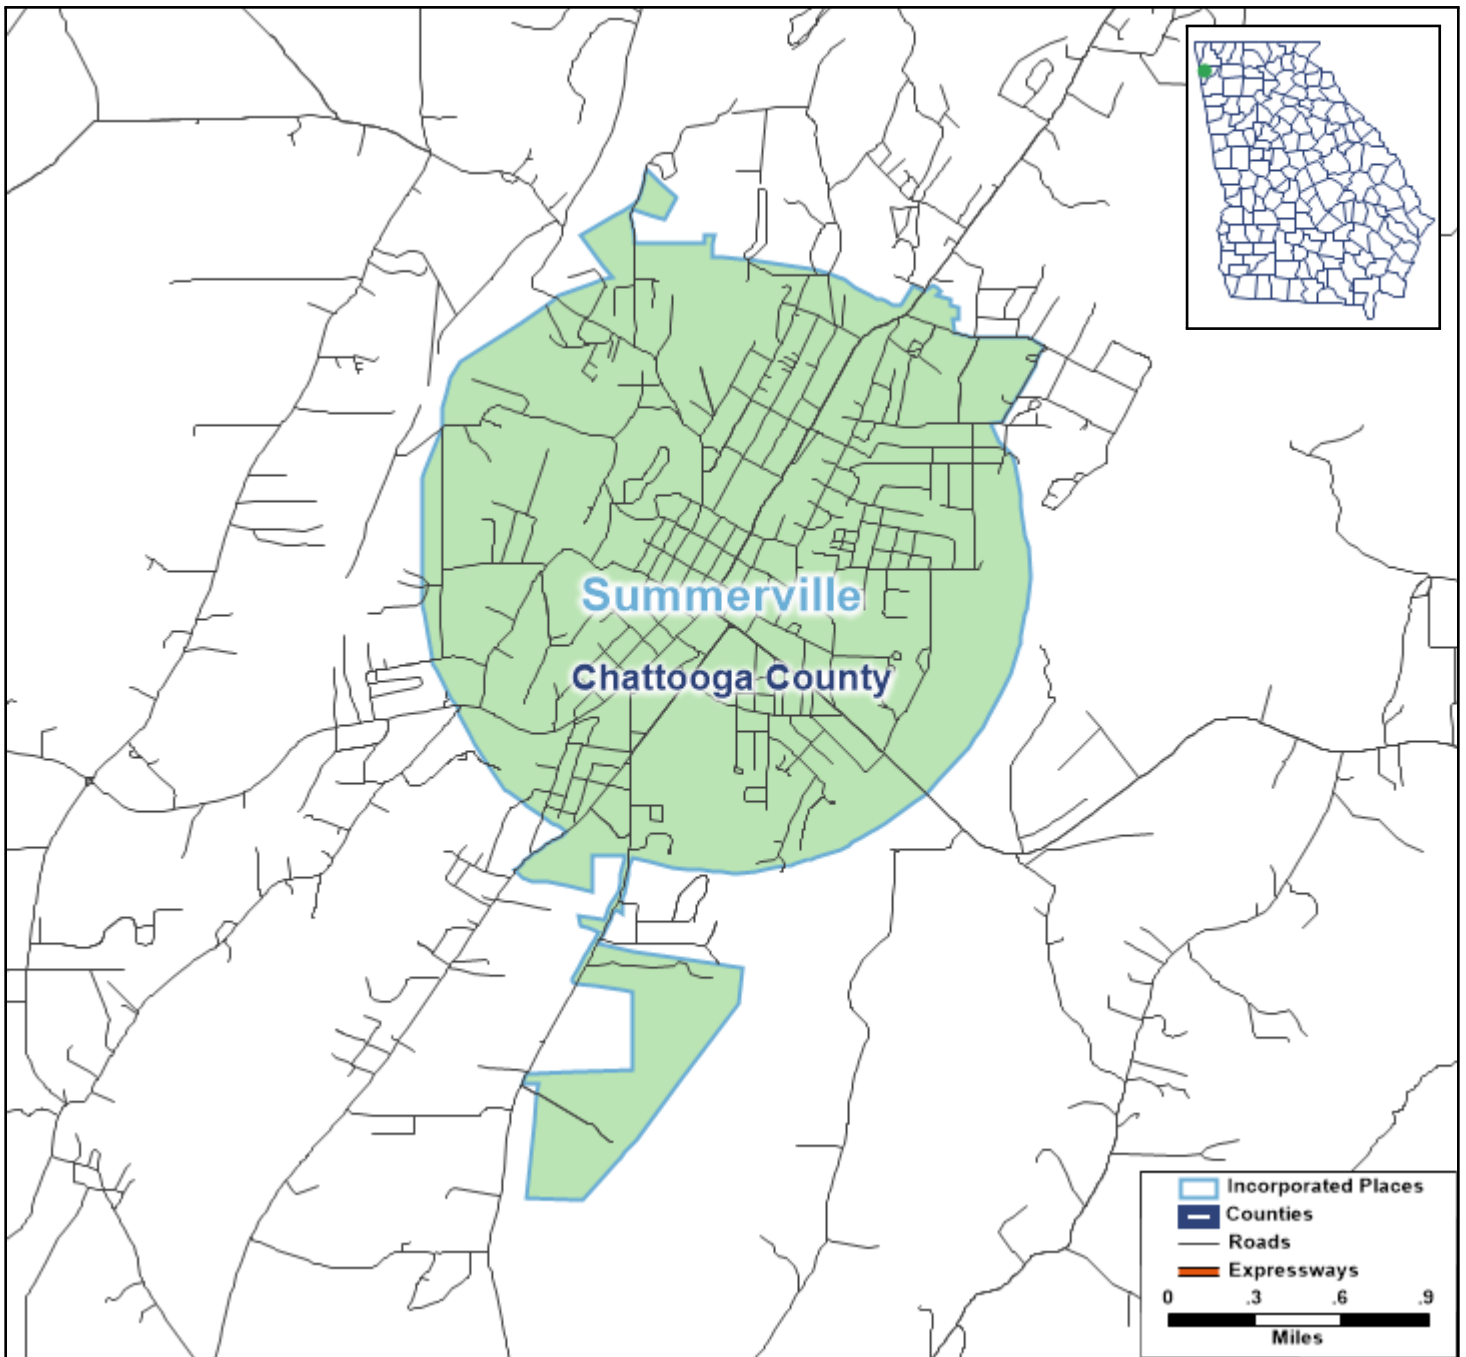 Summerville
Chattooga County
Incorporated Places
Counties
Roads
Expressways
0 .3 .6 .9
Miles